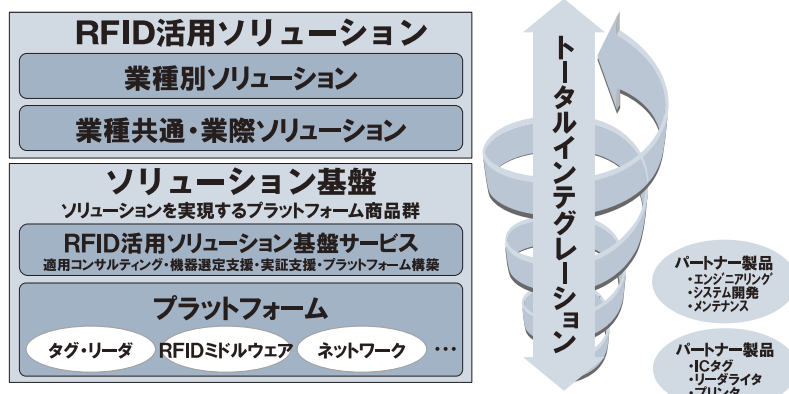 RFID活用ソリューション
業種別ソリューション
業種共通・業際ソリューション
ソリューション基盤
ソリューションを実現するプラットフォーム商品群
RFID活用ソリューション基盤サービス
適用コンサルティング・機器選定支援・実証支援・プラットフォーム構築
プラットフォーム
タグ・リーダ
RFIDミドルウェア
ネットワーク
…
トータルインテグレーション
パートナー製品
・エンジニアリング
・システム開発
・メンテナンス
パートナー製品
・ICタグ
・リーダライタ
・プリンタ